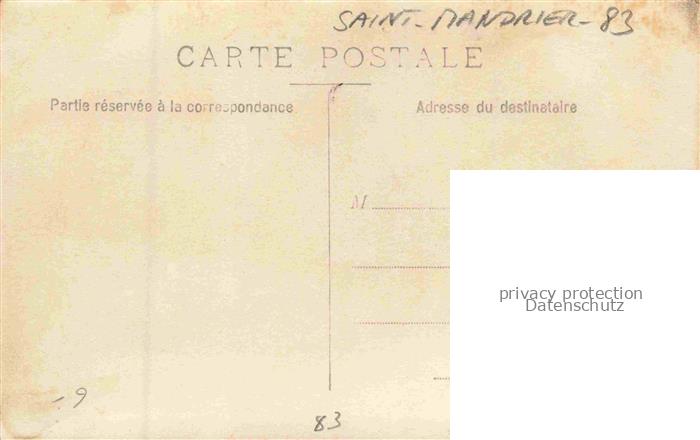 SAINT-MANDRIER-83
CARTE POSTALE
Partie réservée à la correspondance
Adresse du destinataire
M
privacy protection
Datenschutz
-9
83